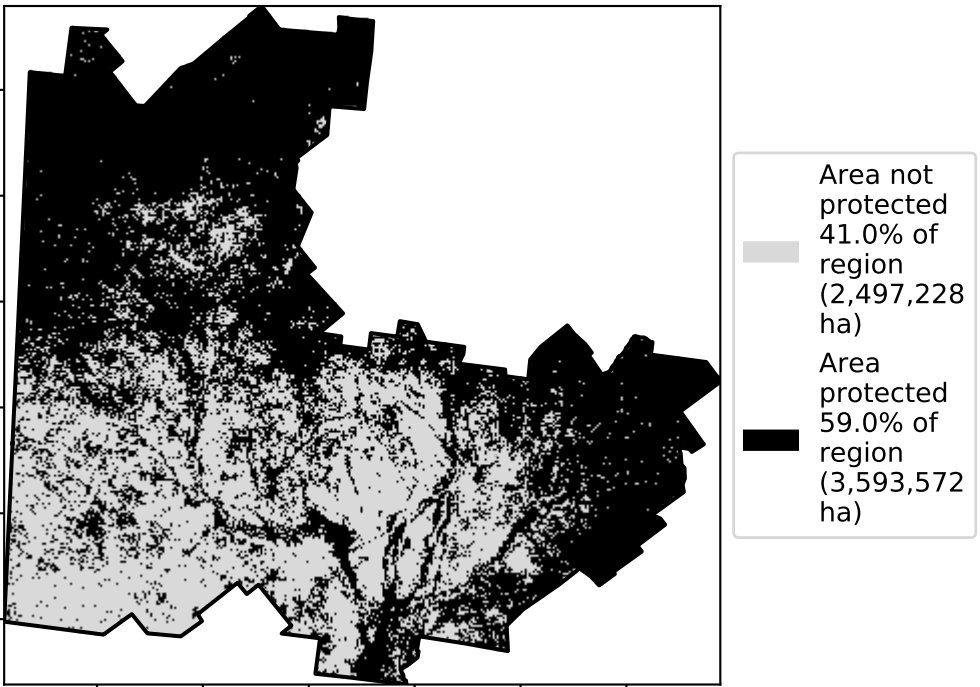 Area not
protected
41.0% of
region
(2,497,228
ha)
Area
protected
59.0% of
region
(3,593,572
ha)